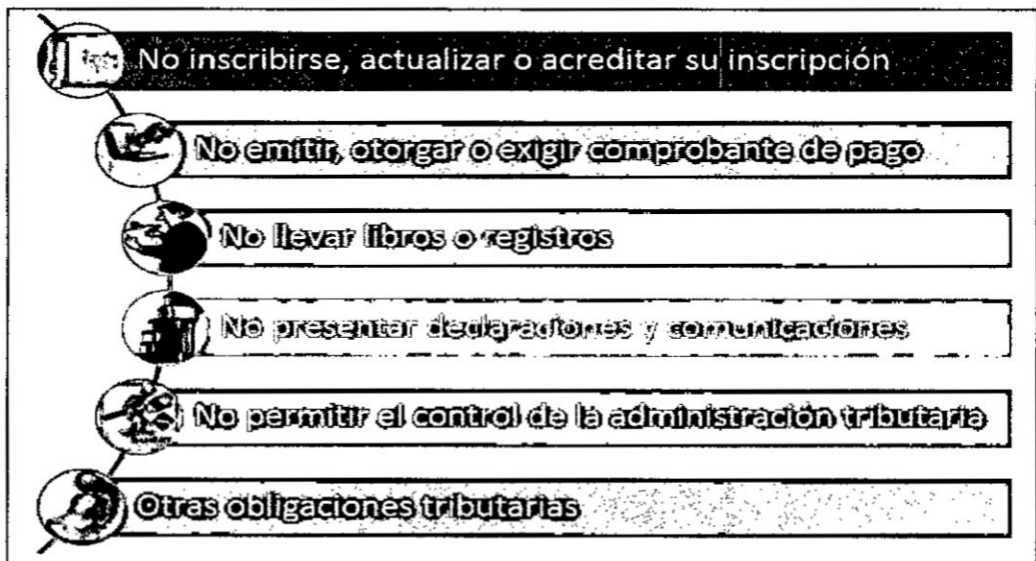 No inscribirse, actualizar o acreditar su inscripción
No emitir, otorgar o exigir comprobante de pago
No llevar libros o registros
No presentar declaraciones y comunicaciones
No permitir el control de la administración tributaria
Otras obligaciones tributarias